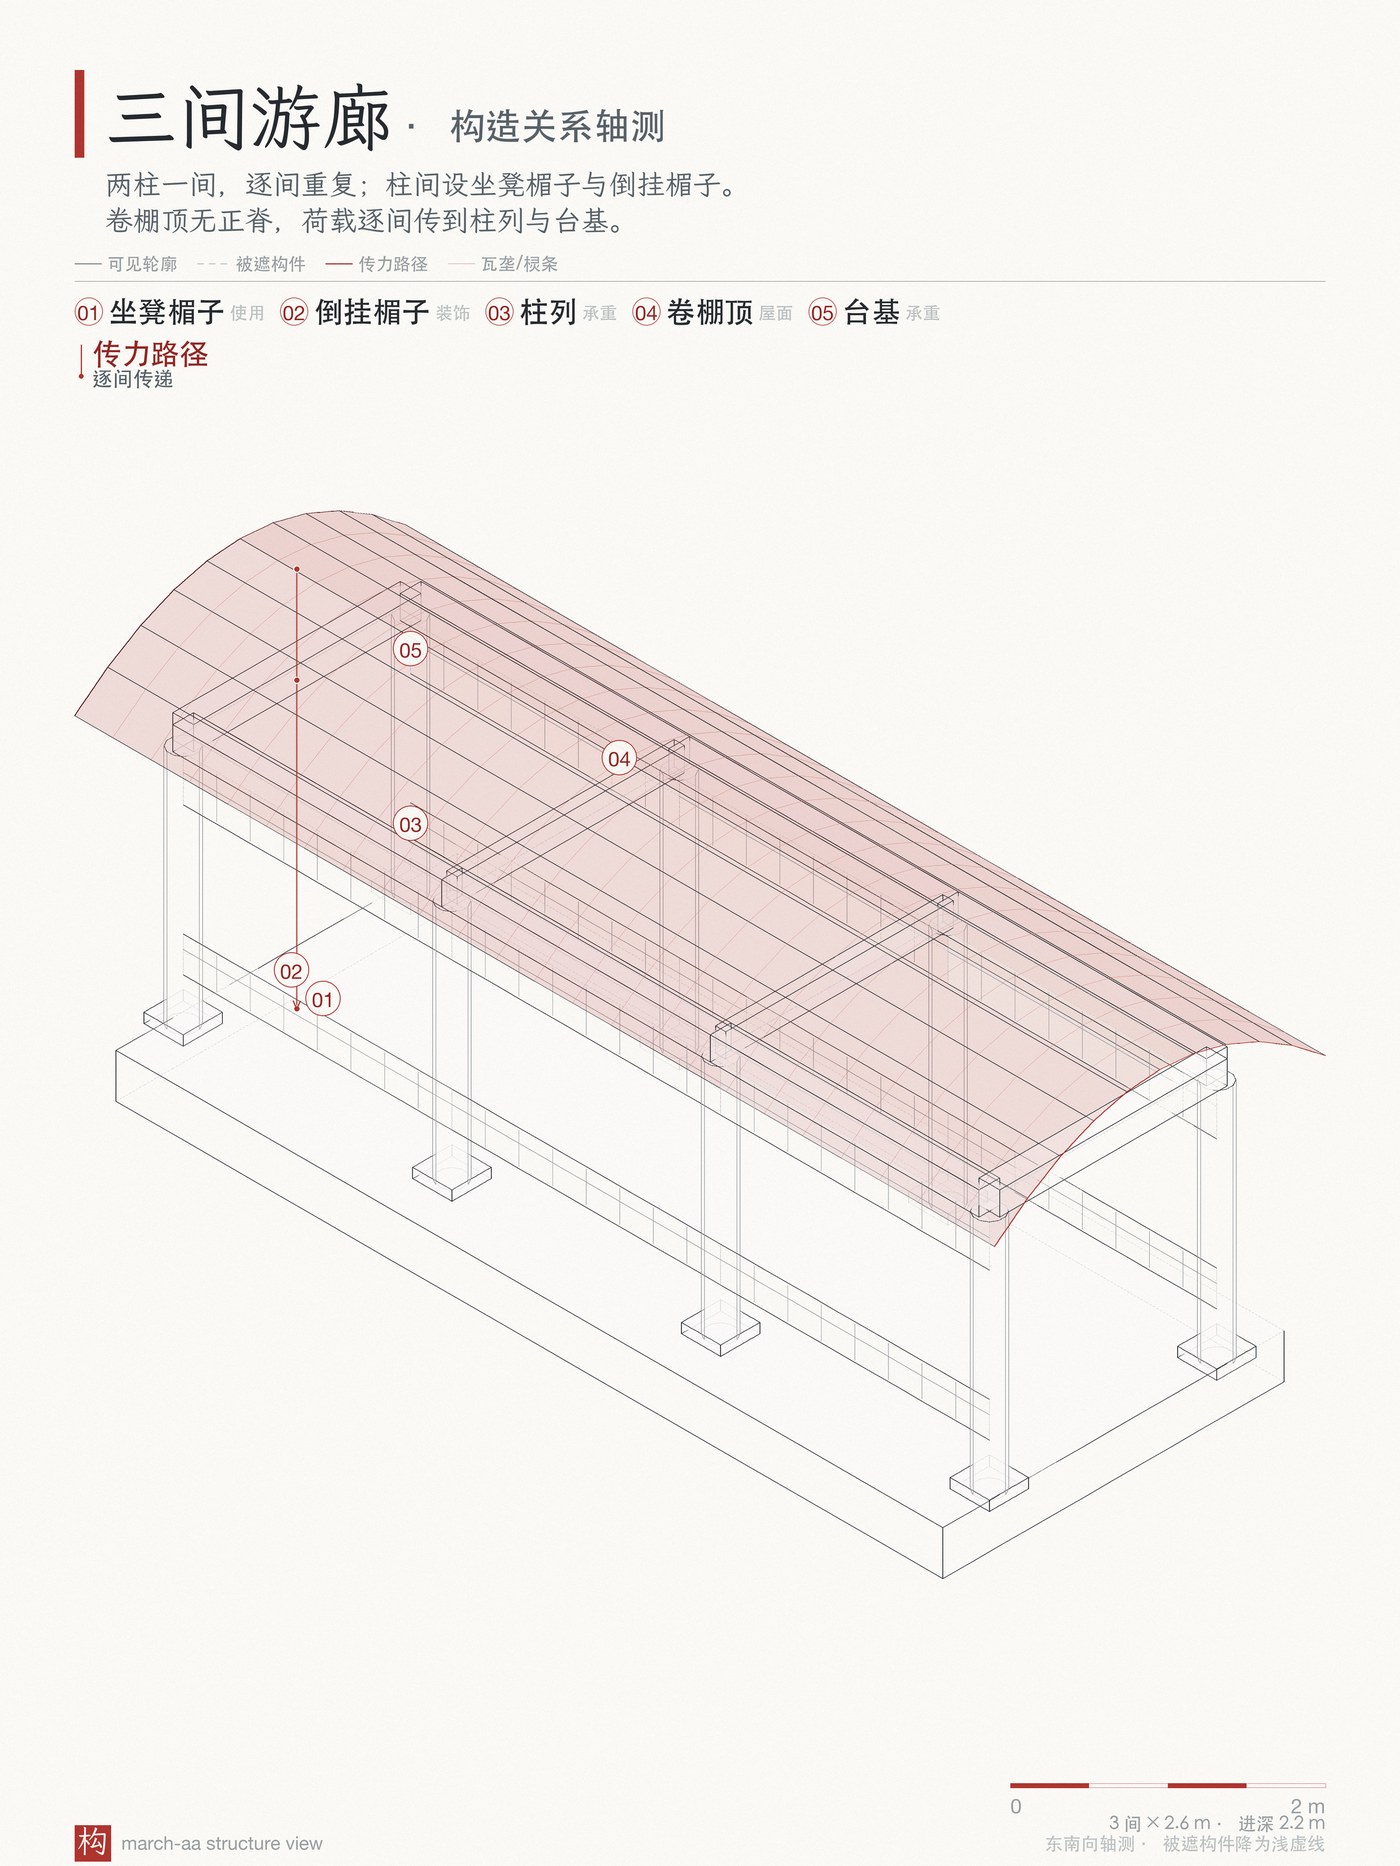 三间游廊 · 构造关系轴测
两柱一间，逐间重复；柱间设坐凳楣子与倒挂楣子。
卷棚顶无正脊，荷载逐间传到柱列与台基。
可见轮廓 被遮构件 传力路径 瓦垄/棂条
01 坐凳楣子 使用 02 倒挂楣子 装饰 03 柱列 承重 04 卷棚顶 屋面 05 台基 承重
传力路径
逐间传递
05
04
03
02
01
0 2 m
3 间 × 2.6 m · 进深 2.2 m
东南向轴测 · 被遮构件降为浅虚线
构 march-aa structure view